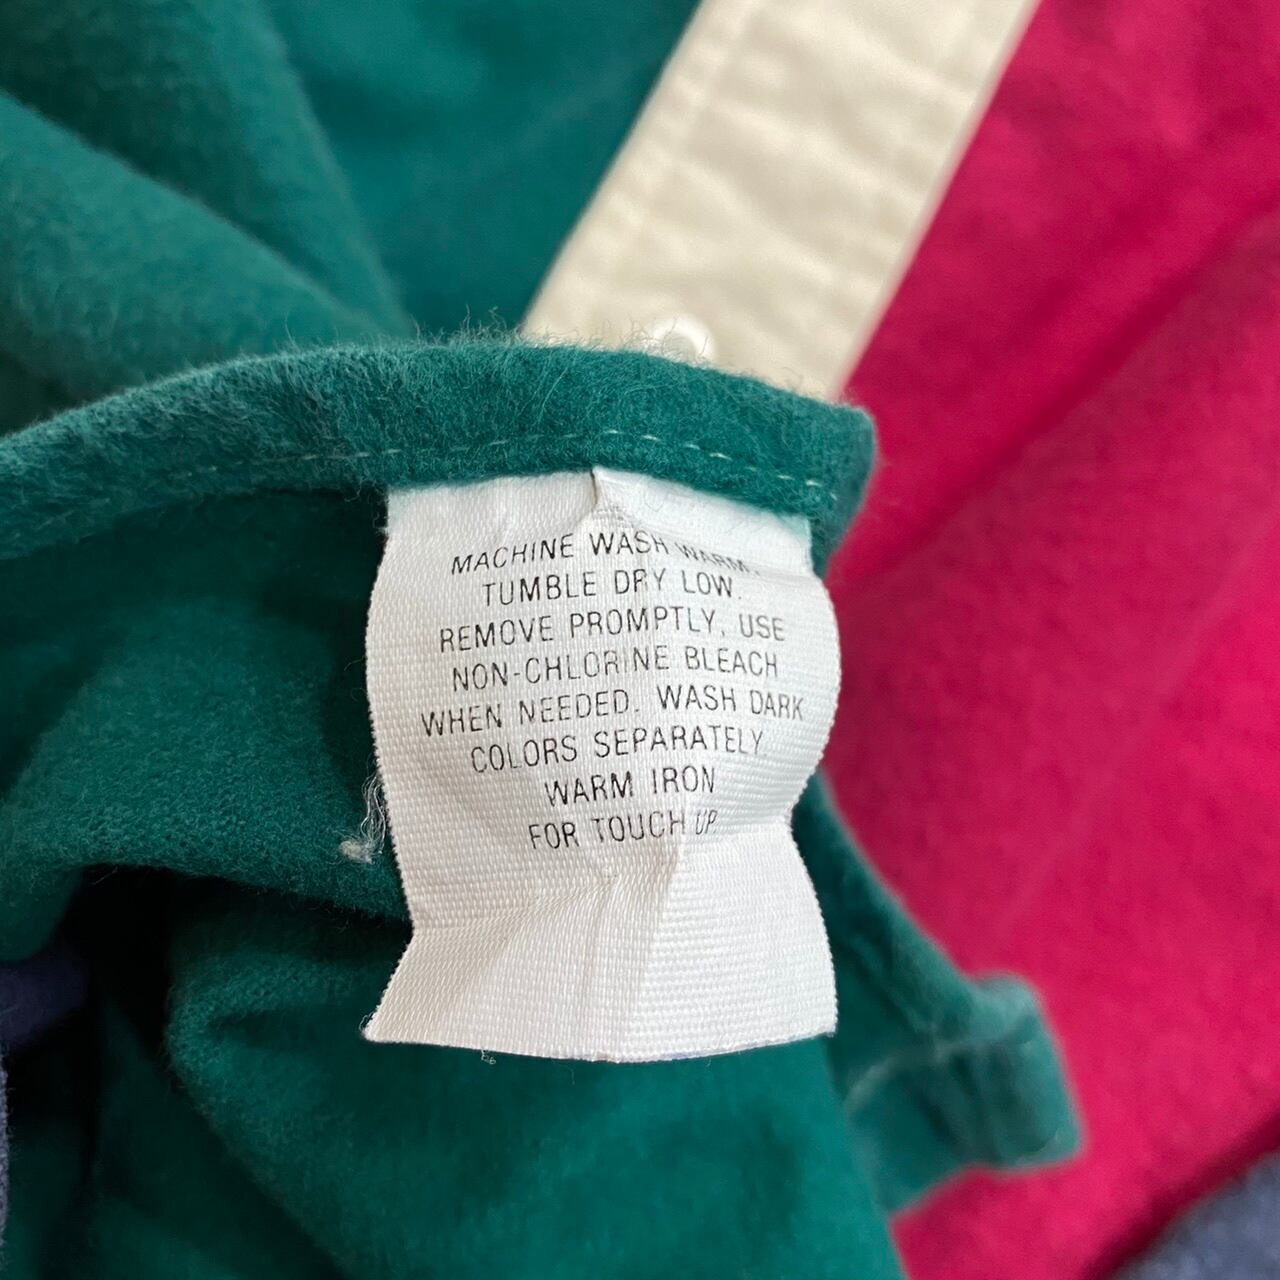 MACHINE WASH WARM.
TUMBLE DRY LOW.
REMOVE PROMPTLY, USE
NON-CHLORINE BLEACH
WHEN NEEDED. WASH DARK
COLORS SEPARATELY
WARM IRON
FOR TOUCH UP.